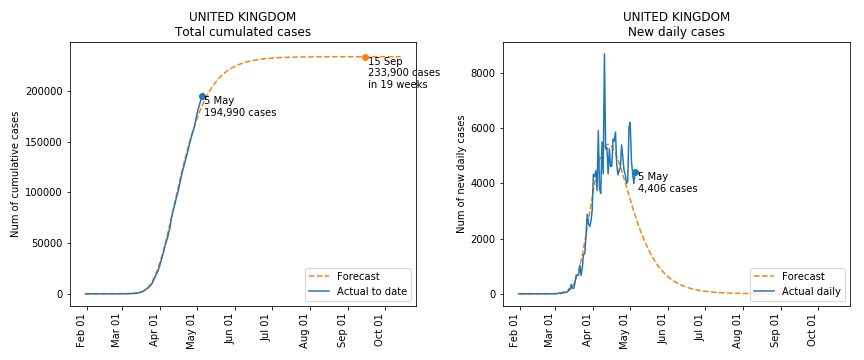 UNITED KINGDOM
Total cumulated cases
Num of cumulative cases
200000
150000
100000
50000
0
15 Sep
233,900 cases
in 19 weeks
5 May
194,990 cases
Forecast
Actual to date
Feb 01
Mar 01
Apr 01
May 01
Jun 01
Jul 01
Aug 01
Sep 01
Oct 01
UNITED KINGDOM
New daily cases
Num of new daily cases
8000
6000
4000
2000
0
5 May
4,406 cases
Forecast
Actual daily
Feb 01
Mar 01
Apr 01
May 01
Jun 01
Jul 01
Aug 01
Sep 01
Oct 01